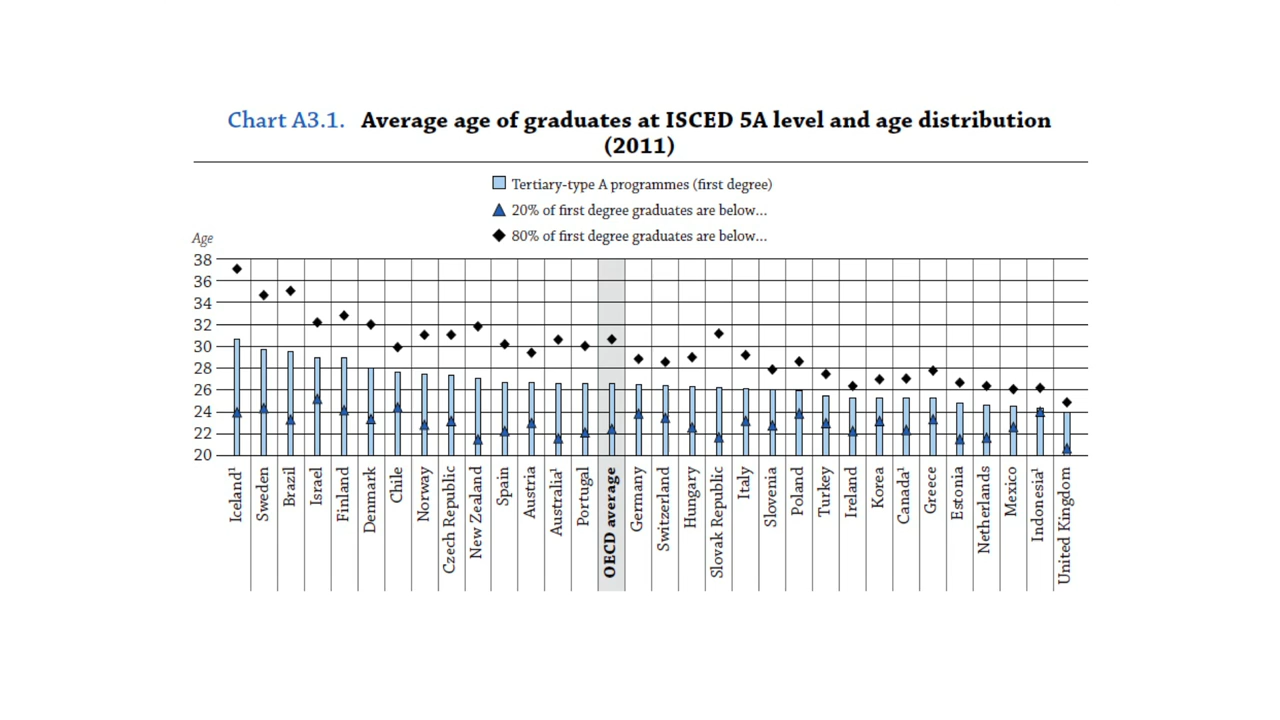 Chart A3.1. Average age of graduates at ISCED 5A level and age distribution
(2011)
Tertiary-type A programmes (first degree)
20% of first degree graduates are below...
80% of first degree graduates are below...
Age
38
36
34
32
30
28
26
24
22
20
Iceland¹
Sweden
Brazil
Israel
Finland
Denmark
Chile
Norway
Czech Republic
New Zealand
Spain
Austria
Australia¹
Portugal
OECD average
Germany
Switzerland
Hungary
Slovak Republic
Italy
Slovenia
Poland
Turkey
Ireland
Korea
Canada¹
Greece
Estonia
Netherlands
Mexico
Indonesia¹
United Kingdom